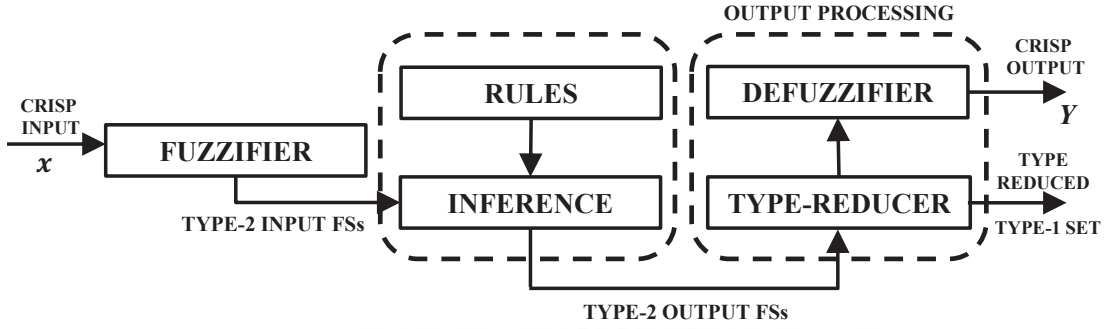 OUTPUT PROCESSING
CRISP
INPUT
x
FUZZIFIER
TYPE-2 INPUT FSs
RULES
INFERENCE
TYPE-2 OUTPUT FSs
DEFUZZIFIER
TYPE-REDUCER
CRISP
OUTPUT
Y
TYPE
REDUCED
TYPE-1 SET